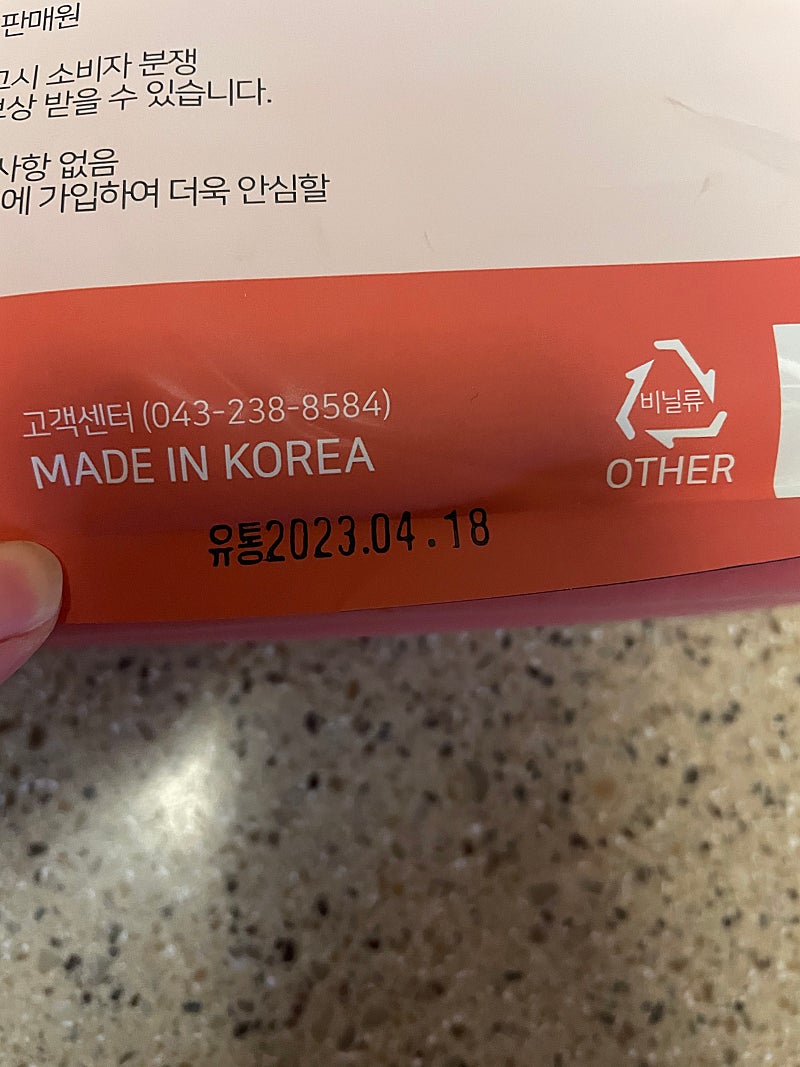 판매원
고시 소비자 분쟁
보상 받을 수 있습니다.
사항 없음
에 가입하여 더욱 안심할
고객센터 (043-238-8584)
MADE IN KOREA
비닐류
OTHER
유통2023.04.18